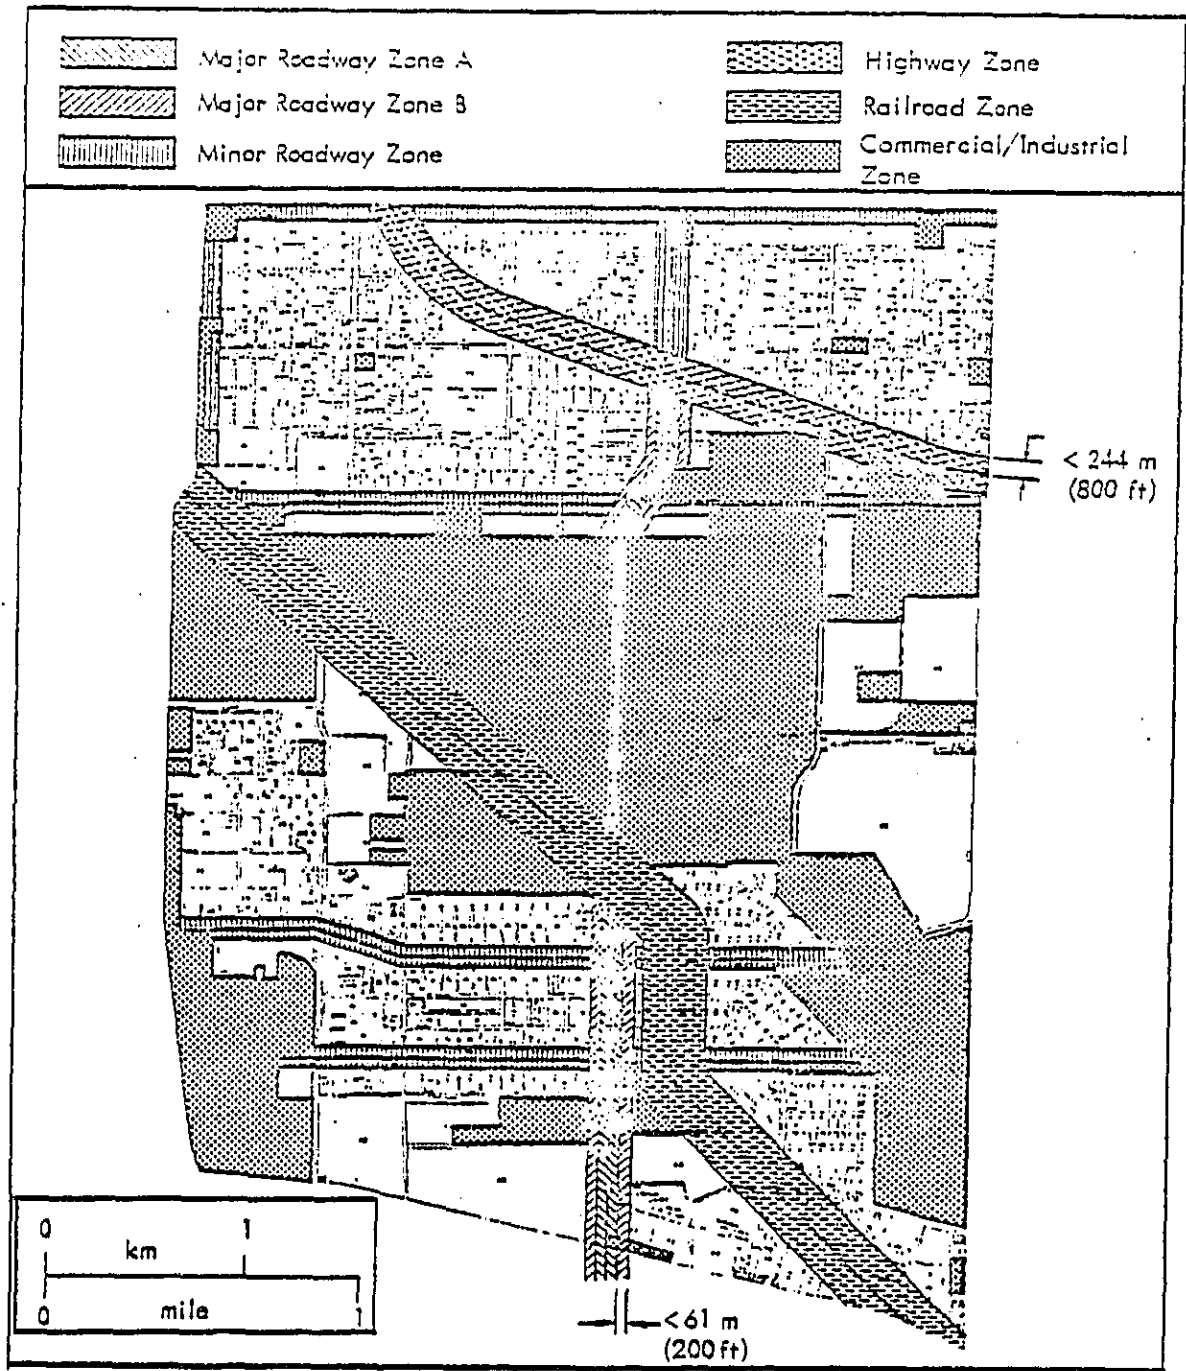 Major Roadway Zone A
Major Roadway Zone B
Minor Roadway Zone
Highway Zone
Railroad Zone
Commercial/Industrial
Zone
< 244 m
(800 ft)
0 1
km
mile
0 1
<61 m
(200 ft)